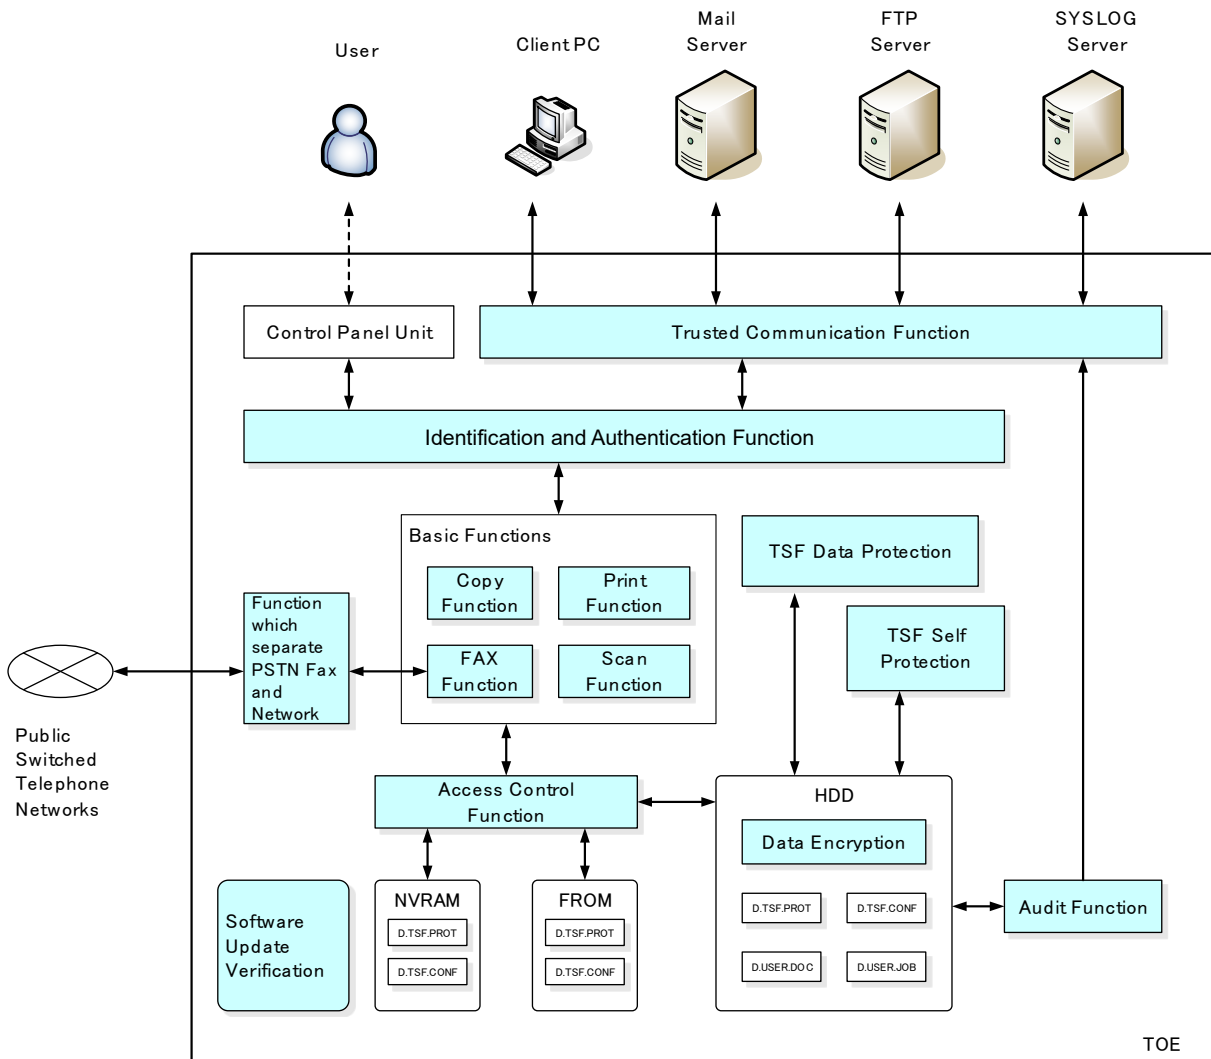 User
Client PC
Mail
Server
FTP
Server
SYSLOG
Server
Control Panel Unit
Trusted Communication Function
Identification and Authentication Function
Basic Functions
Copy
Function
Print
Function
FAX
Function
Scan
Function
TSF Data Protection
TSF Self
Protection
Function
which
separate
PSTN Fax
and
Network
Public
Switched
Telephone
Networks
Access Control
Function
HDD
Data Encryption
D.TSF.PROT
D.TSF.CONF
D.USER.DOC
D.USER.JOB
Audit Function
Software
Update
Verification
NVRAM
D.TSF.PROT
D.TSF.CONF
FROM
D.TSF.PROT
D.TSF.CONF
TOE